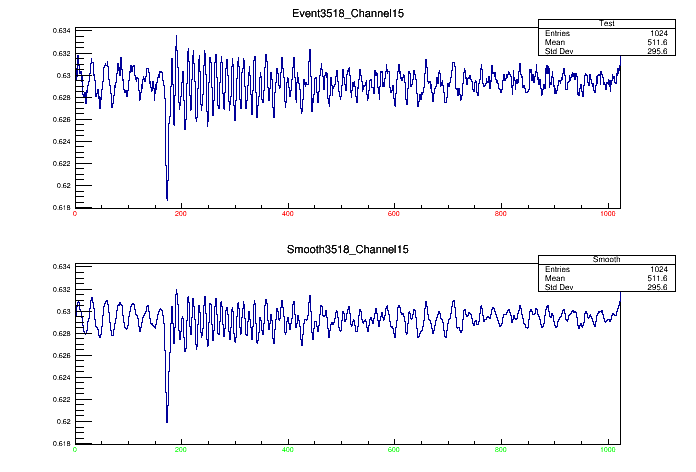 Event3518_Channel15
Test
Entries 1024
Mean 511.6
Std Dev 295.6
0.634
0.632
0.63
0.628
0.626
0.624
0.622
0.62
0.618
0 200 400 600 800 1000
Smooth3518_Channel15
Smooth
Entries 1024
Mean 511.6
Std Dev 295.6
0.634
0.632
0.63
0.628
0.626
0.624
0.622
0.62
0.618
0 200 400 600 800 1000